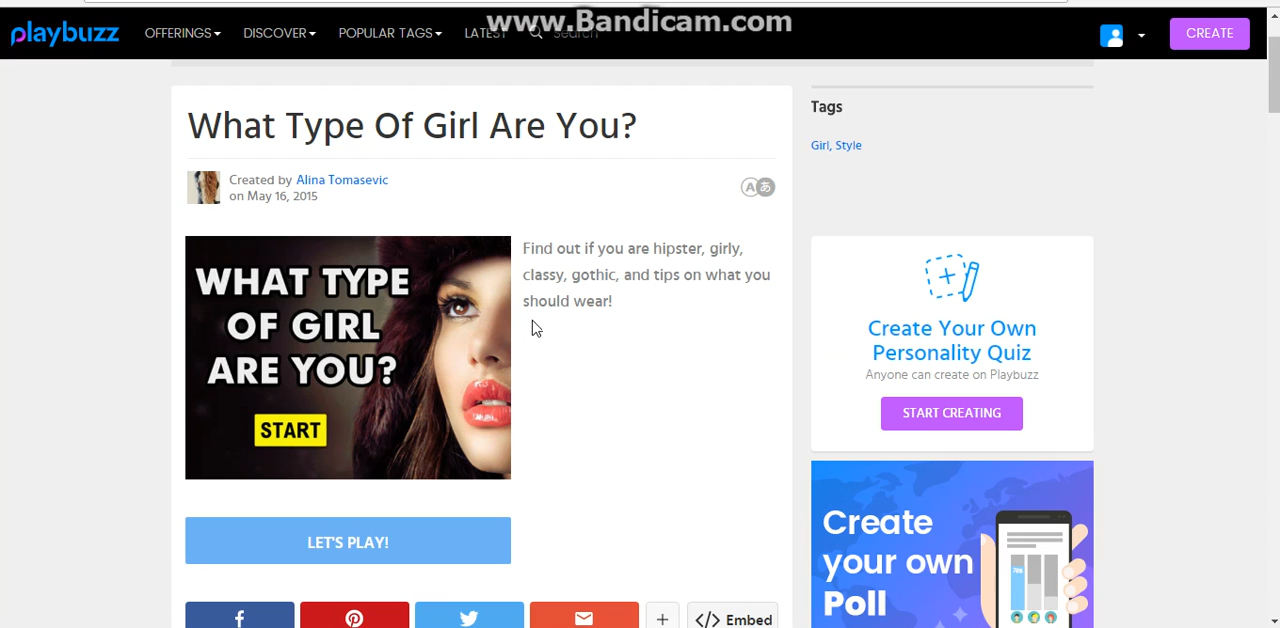 www.Bandicam.com
playbuzz
OFFERINGS
DISCOVER
POPULAR TAGS
LATEST
Search
CREATE
What Type Of Girl Are You?
Created by Alina Tomasevic
on May 16, 2015
A あ
WHAT TYPE
OF GIRL
ARE YOU?
START
Find out if you are hipster, girly,
classy, gothic, and tips on what you
should wear!
LET'S PLAY!
+
</> Embed
Tags
Girl, Style
Create Your Own
Personality Quiz
Anyone can create on Playbuzz
START CREATING
Create
your own
Poll